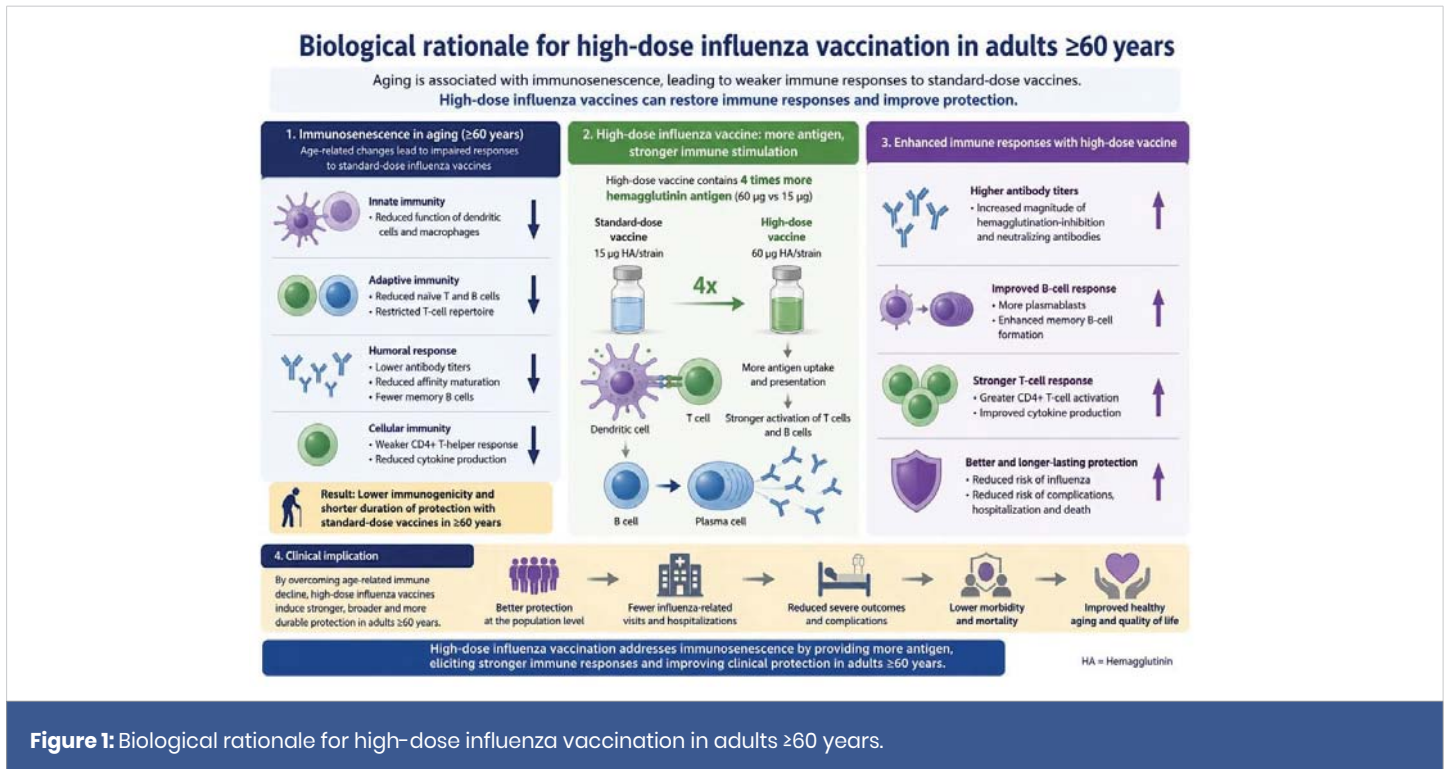 Biological rationale for high-dose influenza vaccination in adults ≥60 years
Aging is associated with immunosenescence, leading to weaker immune responses to standard-dose vaccines.
High-dose influenza vaccines can restore immune responses and improve protection.
1. Immunosenescence in aging (≥60 years)
Age-related changes lead to impaired responses
to standard-dose influenza vaccines
Innate immunity
• Reduced function of dendritic
cells and macrophages
Adaptive immunity
• Reduced naïve T and B cells
• Restricted T-cell repertoire
Humoral response
• Lower antibody titers
• Reduced affinity maturation
• Fewer memory B cells
Cellular immunity
• Weaker CD4+ T-helper response
• Reduced cytokine production
Result: Lower immunogenicity and
shorter duration of protection with
standard-dose vaccines in ≥60 years
2. High-dose influenza vaccine: more antigen,
stronger immune stimulation
High-dose vaccine contains 4 times more
hemagglutinin antigen (60 µg vs 15 µg)
Standard-dose
vaccine
15 µg HA/strain
High-dose
vaccine
60 µg HA/strain
4x
More antigen uptake
and presentation
T cell
Dendritic cell
Stronger activation of T cells
and B cells
B cell
Plasma cell
3. Enhanced immune responses with high-dose vaccine
Higher antibody titers
• Increased magnitude of
hemagglutination-inhibition
and neutralizing antibodies
Improved B-cell response
• More plasmablasts
• Enhanced memory B-cell
formation
Stronger T-cell response
• Greater CD4+ T-cell activation
• Improved cytokine production
Better and longer-lasting protection
• Reduced risk of influenza
• Reduced risk of complications,
hospitalization and death
4. Clinical implication
By overcoming age-related immune
decline, high-dose influenza vaccines
induce stronger, broader and more
durable protection in adults ≥60 years.
Better protection
at the population level
Fewer influenza-related
visits and hospitalizations
Reduced severe outcomes
and complications
Lower morbidity
and mortality
Improved healthy
aging and quality of life
High-dose influenza vaccination addresses immunosenescence by providing more antigen,
eliciting stronger immune responses and improving clinical protection in adults ≥60 years.
HA = Hemagglutinin
Figure 1: Biological rationale for high-dose influenza vaccination in adults ≥60 years.